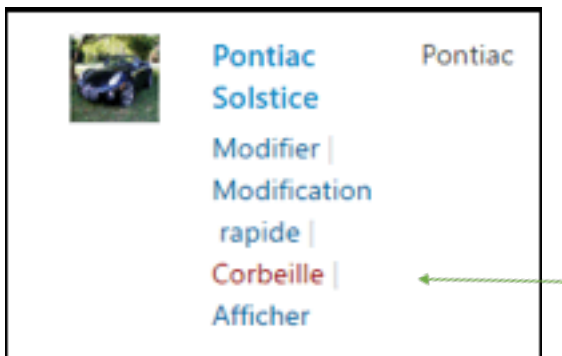 Pontiac Pontiac
Solstice
Modifier |
Modification
rapide |
Corbeille |
Afficher